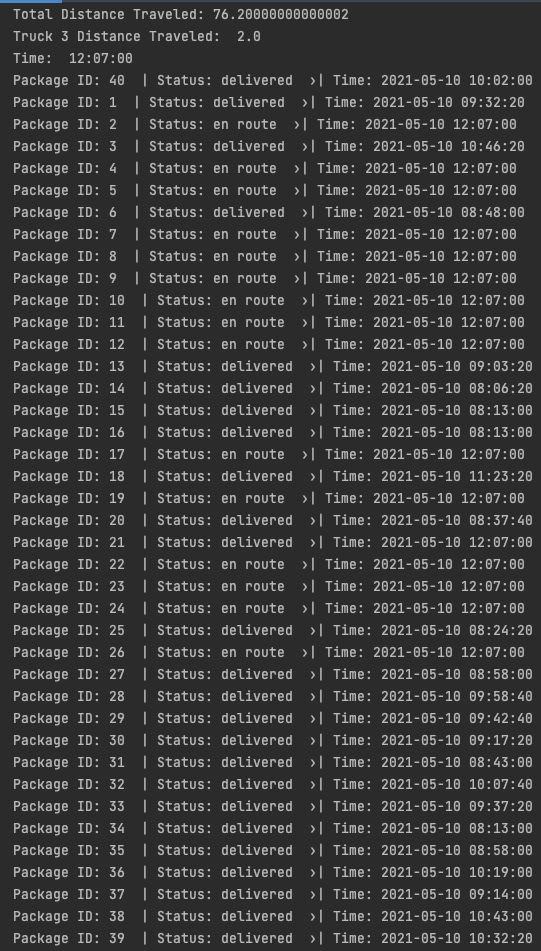 Total Distance Traveled: 76.20000000000002
Truck 3 Distance Traveled:  2.0
Time:  12:07:00
Package ID: 40  | Status: delivered  ›| Time: 2021-05-10 10:02:00
Package ID: 1  | Status: delivered  ›| Time: 2021-05-10 09:32:20
Package ID: 2  | Status: en route  ›| Time: 2021-05-10 12:07:00
Package ID: 3  | Status: delivered  ›| Time: 2021-05-10 10:46:20
Package ID: 4  | Status: en route  ›| Time: 2021-05-10 12:07:00
Package ID: 5  | Status: en route  ›| Time: 2021-05-10 12:07:00
Package ID: 6  | Status: delivered  ›| Time: 2021-05-10 08:48:00
Package ID: 7  | Status: en route  ›| Time: 2021-05-10 12:07:00
Package ID: 8  | Status: en route  ›| Time: 2021-05-10 12:07:00
Package ID: 9  | Status: en route  ›| Time: 2021-05-10 12:07:00
Package ID: 10  | Status: en route  ›| Time: 2021-05-10 12:07:00
Package ID: 11  | Status: en route  ›| Time: 2021-05-10 12:07:00
Package ID: 12  | Status: en route  ›| Time: 2021-05-10 12:07:00
Package ID: 13  | Status: delivered  ›| Time: 2021-05-10 09:03:20
Package ID: 14  | Status: delivered  ›| Time: 2021-05-10 08:06:20
Package ID: 15  | Status: delivered  ›| Time: 2021-05-10 08:13:00
Package ID: 16  | Status: delivered  ›| Time: 2021-05-10 08:13:00
Package ID: 17  | Status: en route  ›| Time: 2021-05-10 12:07:00
Package ID: 18  | Status: delivered  ›| Time: 2021-05-10 11:23:20
Package ID: 19  | Status: en route  ›| Time: 2021-05-10 12:07:00
Package ID: 20  | Status: delivered  ›| Time: 2021-05-10 08:37:40
Package ID: 21  | Status: delivered  ›| Time: 2021-05-10 12:07:00
Package ID: 22  | Status: en route  ›| Time: 2021-05-10 12:07:00
Package ID: 23  | Status: en route  ›| Time: 2021-05-10 12:07:00
Package ID: 24  | Status: en route  ›| Time: 2021-05-10 12:07:00
Package ID: 25  | Status: delivered  ›| Time: 2021-05-10 08:24:20
Package ID: 26  | Status: en route  ›| Time: 2021-05-10 12:07:00
Package ID: 27  | Status: delivered  ›| Time: 2021-05-10 08:58:00
Package ID: 28  | Status: delivered  ›| Time: 2021-05-10 09:58:40
Package ID: 29  | Status: delivered  ›| Time: 2021-05-10 09:42:40
Package ID: 30  | Status: delivered  ›| Time: 2021-05-10 09:17:20
Package ID: 31  | Status: delivered  ›| Time: 2021-05-10 08:43:00
Package ID: 32  | Status: delivered  ›| Time: 2021-05-10 10:07:40
Package ID: 33  | Status: delivered  ›| Time: 2021-05-10 09:37:20
Package ID: 34  | Status: delivered  ›| Time: 2021-05-10 08:13:00
Package ID: 35  | Status: delivered  ›| Time: 2021-05-10 08:58:00
Package ID: 36  | Status: delivered  ›| Time: 2021-05-10 10:19:00
Package ID: 37  | Status: delivered  ›| Time: 2021-05-10 09:14:00
Package ID: 38  | Status: delivered  ›| Time: 2021-05-10 10:43:00
Package ID: 39  | Status: delivered  ›| Time: 2021-05-10 10:32:20